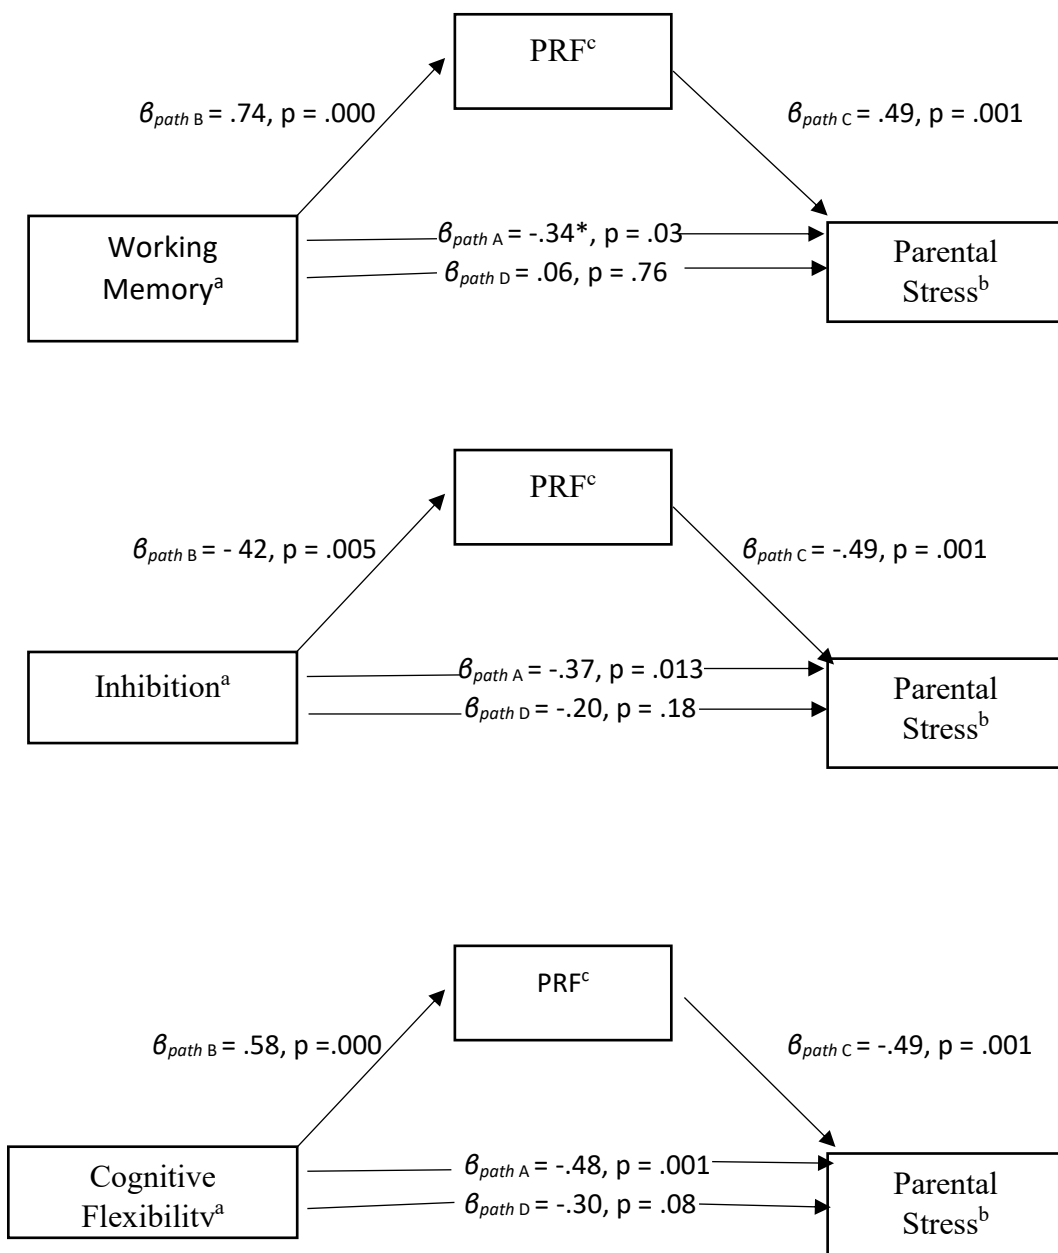 PRFᶜ
βpath B = .74, p = .000
βpath C = .49, p = .001
Working
Memoryᵃ
βpath A = -.34*, p = .03
βpath D = .06, p = .76
Parental
Stressᵇ
PRFᶜ
βpath B = - 42, p = .005
βpath C = -.49, p = .001
Inhibitionᵃ
βpath A = -.37, p = .013
βpath D = -.20, p = .18
Parental
Stressᵇ
PRFᶜ
βpath B = .58, p =.000
βpath C = -.49, p = .001
Cognitive
Flexibilityᵃ
βpath A = -.48, p = .001
βpath D = -.30, p = .08
Parental
Stressᵇ